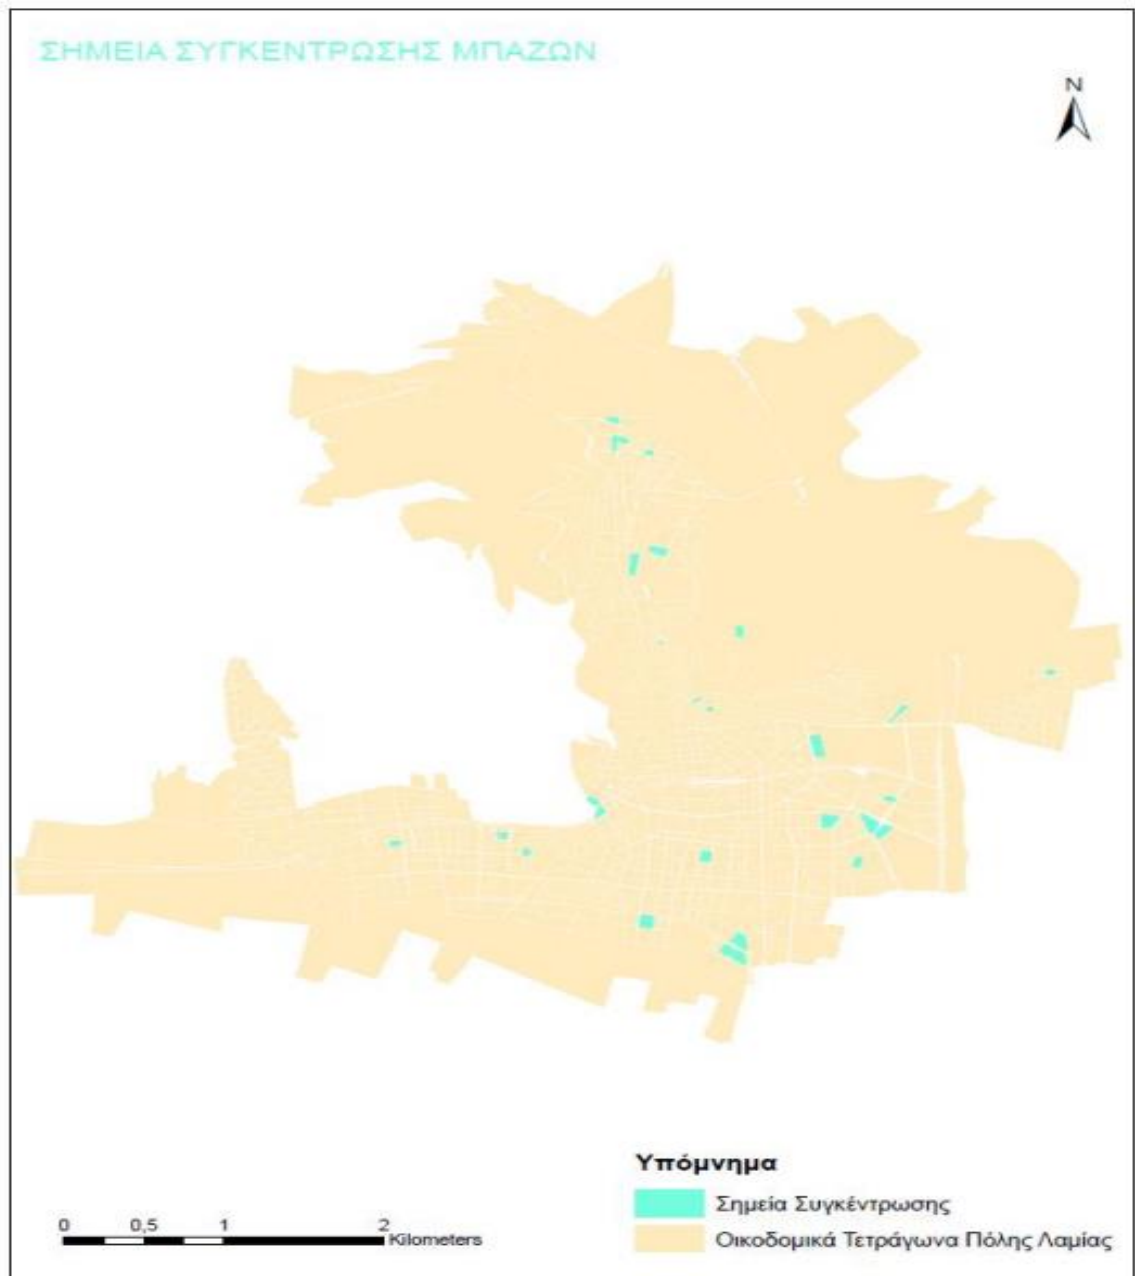 ΣΗΜΕΙΑ ΣΥΓΚΕΝΤΡΩΣΗΣ ΜΠΑΖΩΝ
N
Υπόμνημα
Σημεία Συγκέντρωσης
Οικοδομικά Τετράγωνα Πόλης Λαμίας
0 0,5 1 2
Kilometers